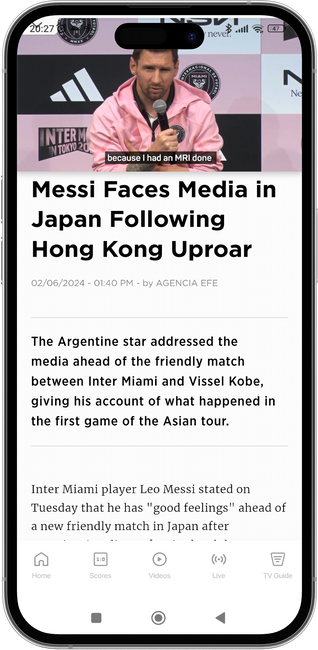 20:27
never.
47
INTER M
IN TOKYO 20
because I had an MRI done
Messi Faces Media in
Japan Following
Hong Kong Uproar
02/06/2024 - 01:40 PM - by AGENCIA EFE
The Argentine star addressed the
media ahead of the friendly match
between Inter Miami and Vissel Kobe,
giving his account of what happened in
the first game of the Asian tour.
Inter Miami player Leo Messi stated on
Tuesday that he has "good feelings" ahead of
a new friendly match in Japan after
Home
Scores
Videos
Live
TV Guide